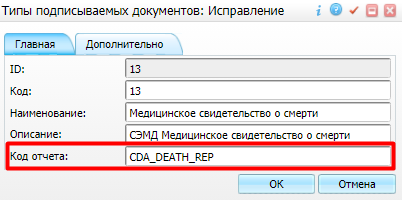 Типы подписываемых документов: Исправление
Главная
Дополнительно
ID:
13
Код:
13
Наименование:
Медицинское свидетельство о смерти
Описание:
СЭМД Медицинское свидетельство о смерти
Код отчета:
CDA_DEATH_REP
ОК
Отмена